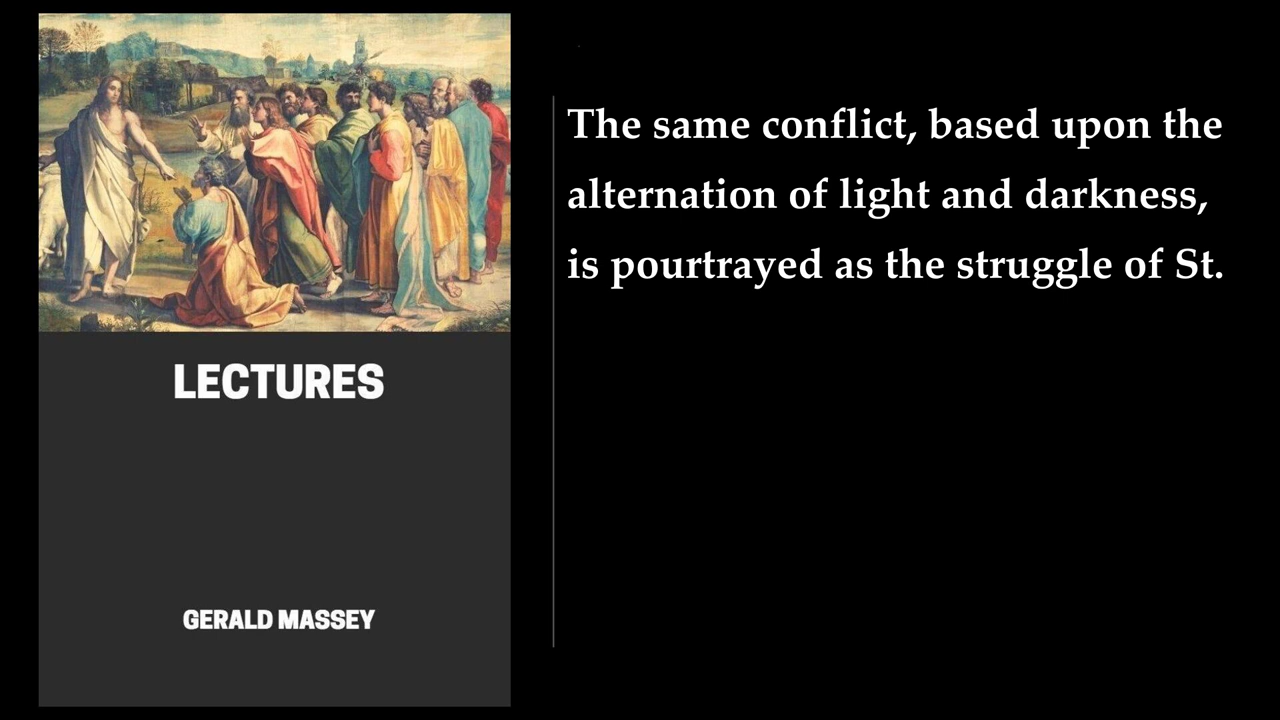 LECTURES
GERALD MASSEY
The same conflict, based upon the
alternation of light and darkness,
is pourtrayed as the struggle of St.